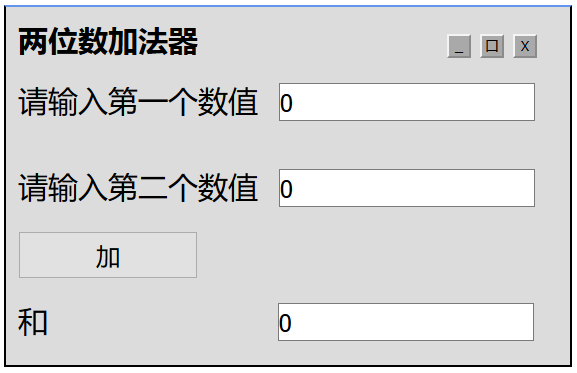 两位数加法器 _ 口 X
请输入第一个数值 0
请输入第二个数值 0
加
和 0